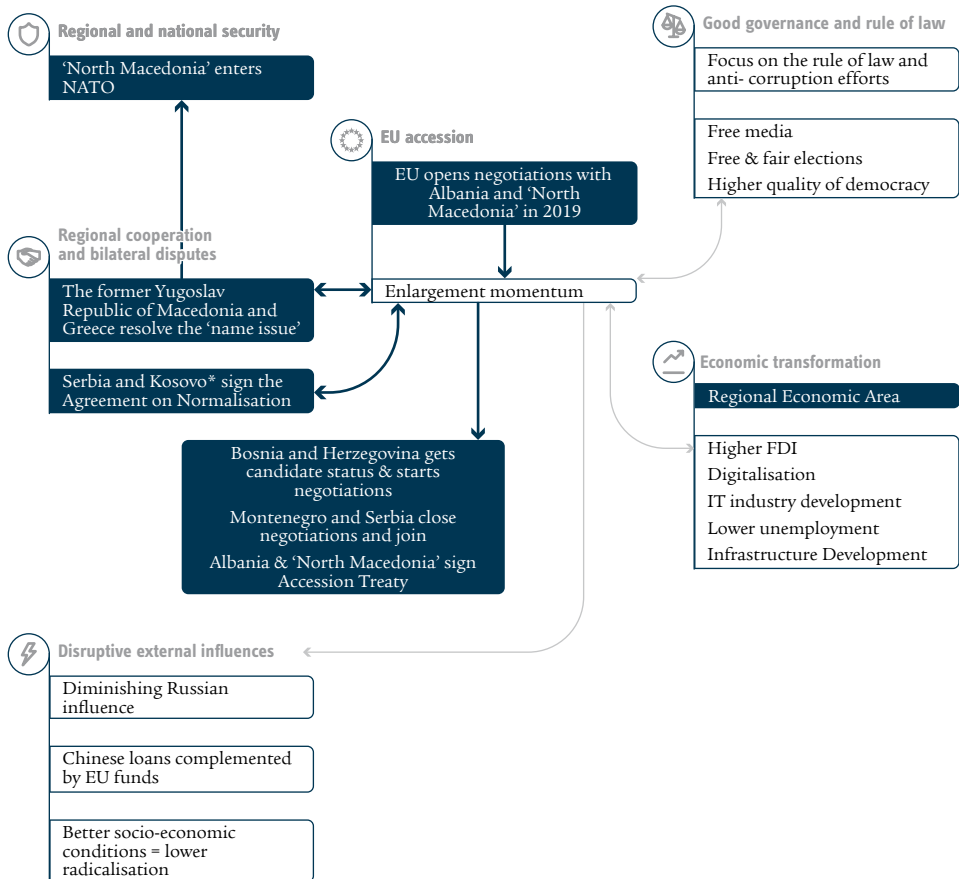 Regional and national security
‘North Macedonia’ enters
NATO
EU accession
EU opens negotiations with
Albania and ‘North
Macedonia’ in 2019
Enlargement momentum
Regional cooperation
and bilateral disputes
The former Yugoslav
Republic of Macedonia and
Greece resolve the ‘name issue’
Serbia and Kosovo* sign the
Agreement on Normalisation
Bosnia and Herzegovina gets
candidate status & starts
negotiations
Montenegro and Serbia close
negotiations and join
Albania & ‘North Macedonia’ sign
Accession Treaty
Good governance and rule of law
Focus on the rule of law and
anti- corruption efforts
Free media
Free & fair elections
Higher quality of democracy
Economic transformation
Regional Economic Area
Higher FDI
Digitalisation
IT industry development
Lower unemployment
Infrastructure Development
Disruptive external influences
Diminishing Russian
influence
Chinese loans complemented
by EU funds
Better socio-economic
conditions = lower
radicalisation